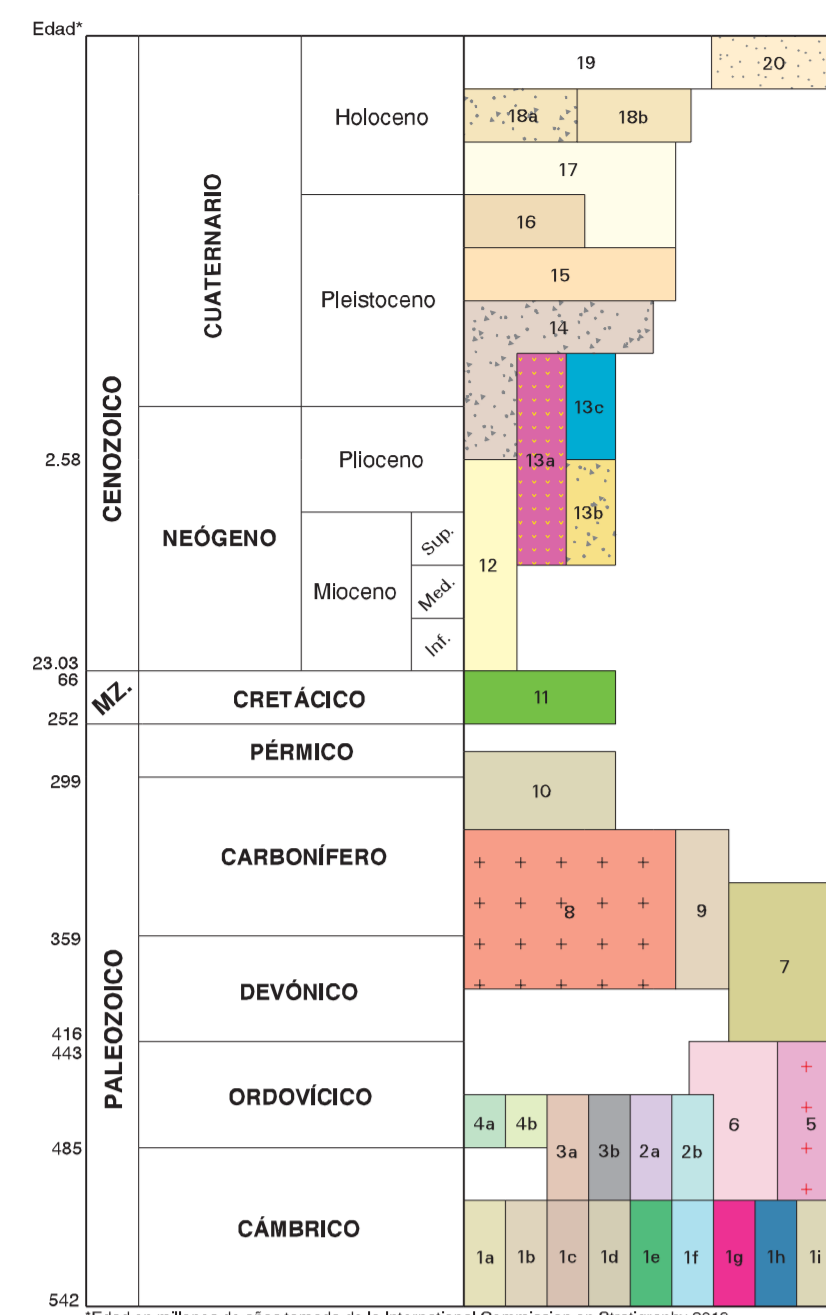 Edad*
19
20
Holoceno
18a
18b
17
CUATERNARIO
16
Pleistoceno
15
14
13c
CENOZOICO
2.58
Plioceno
13a
NEÓGENO
13b
Sup.
12
Mioceno
Med.
Inf.
23.03
66
MZ.
CRETÁCICO
11
252
PÉRMICO
299
10
CARBONÍFERO
8
9
359
7
DEVÓNICO
PALEOZOICO
416
443
ORDOVÍCICO
4a
4b
3a
3b
2a
2b
6
5
485
CÁMBRICO
1a
1b
1c
1d
1e
1f
1g
1h
1i
542